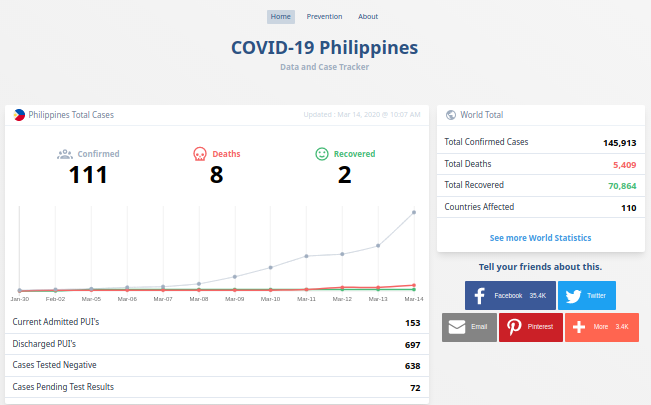 Home Prevention About
COVID-19 Philippines
Data and Case Tracker
Philippines Total Cases
Updated : Mar 14, 2020 @ 10:07 AM
Confirmed Deaths Recovered
111 8 2
Jan-30 Feb-02 Mar-05 Mar-06 Mar-07 Mar-08 Mar-09 Mar-10 Mar-11 Mar-12 Mar-13 Mar-14
Current Admitted PUI's 153
Discharged PUI's 697
Cases Tested Negative 638
Cases Pending Test Results 72
World Total
Total Confirmed Cases 145,913
Total Deaths 5,409
Total Recovered 70,864
Countries Affected 110
See more World Statistics
Tell your friends about this.
Facebook 35.4K Twitter
Email Pinterest More 3.4K